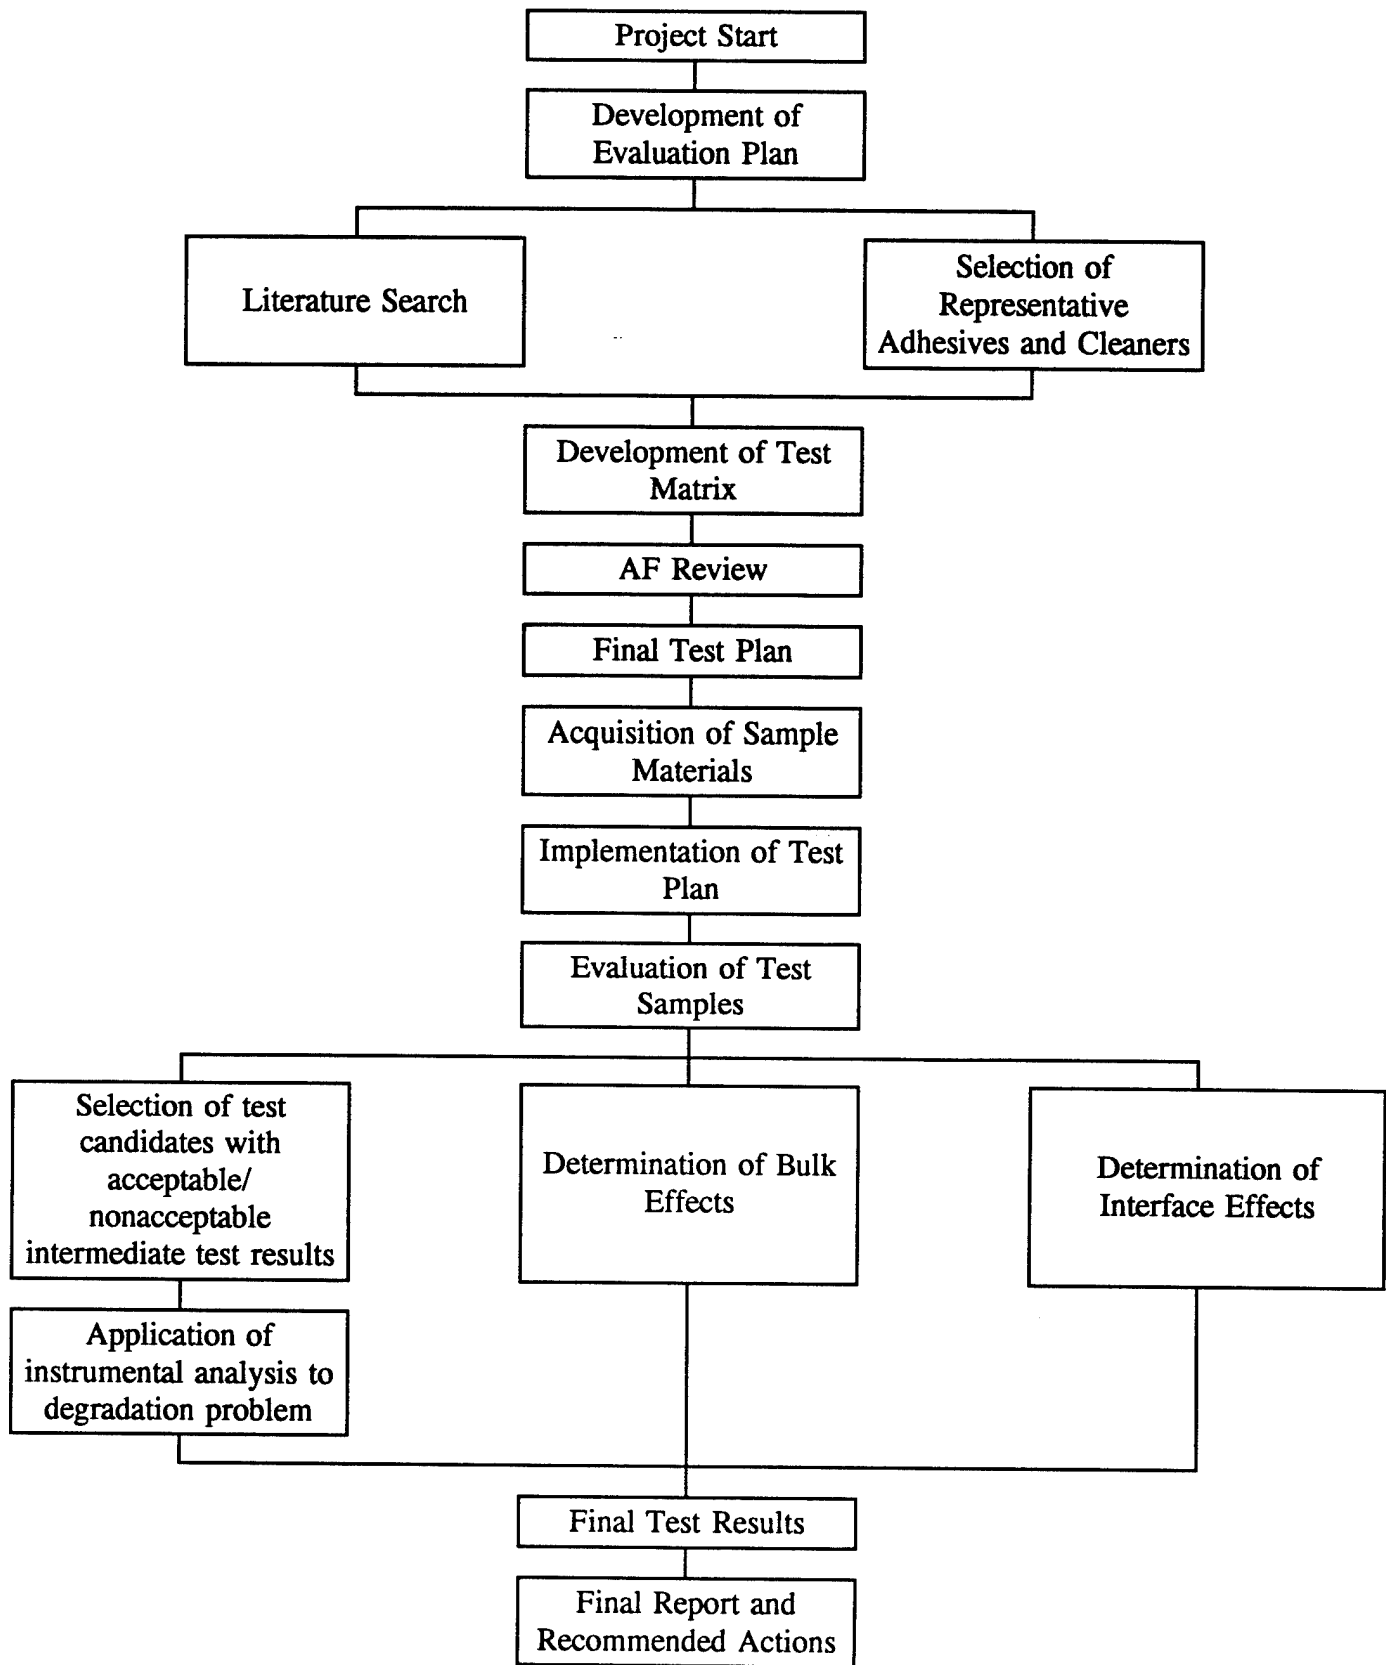 Project Start
Development of
Evaluation Plan
Literature Search
Selection of
Representative
Adhesives and Cleaners
Development of Test
Matrix
AF Review
Final Test Plan
Acquisition of Sample
Materials
Implementation of Test
Plan
Evaluation of Test
Samples
Selection of test
candidates with
acceptable/
nonacceptable
intermediate test results
Determination of Bulk
Effects
Determination of
Interface Effects
Application of
instrumental analysis to
degradation problem
Final Test Results
Final Report and
Recommended Actions